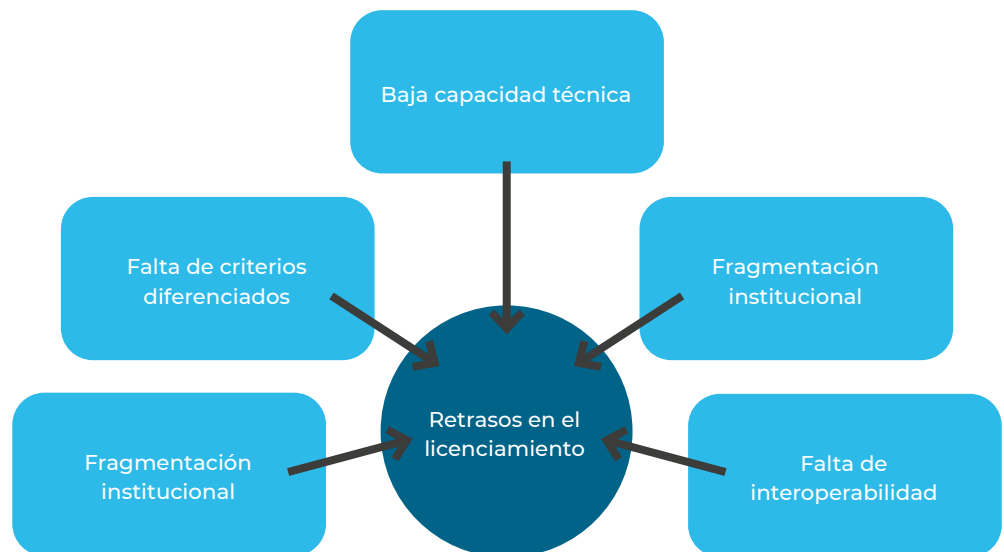 Baja capacidad técnica
Falta de criterios
diferenciados
Fragmentación
institucional
Retrasos en el
licenciamiento
Fragmentación
institucional
Falta de
interoperabilidad